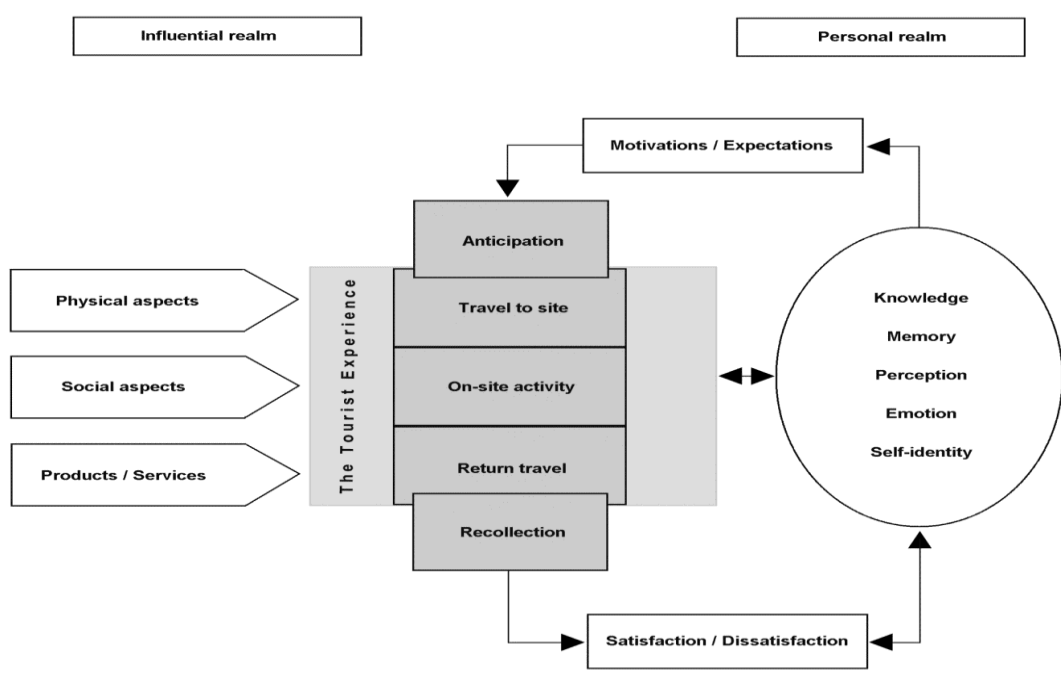 Influential realm
Personal realm
Motivations / Expectations
Anticipation
Physical aspects
Social aspects
Products / Services
The Tourist Experience
Travel to site
On-site activity
Return travel
Recollection
Knowledge
Memory
Perception
Emotion
Self-identity
Satisfaction / Dissatisfaction